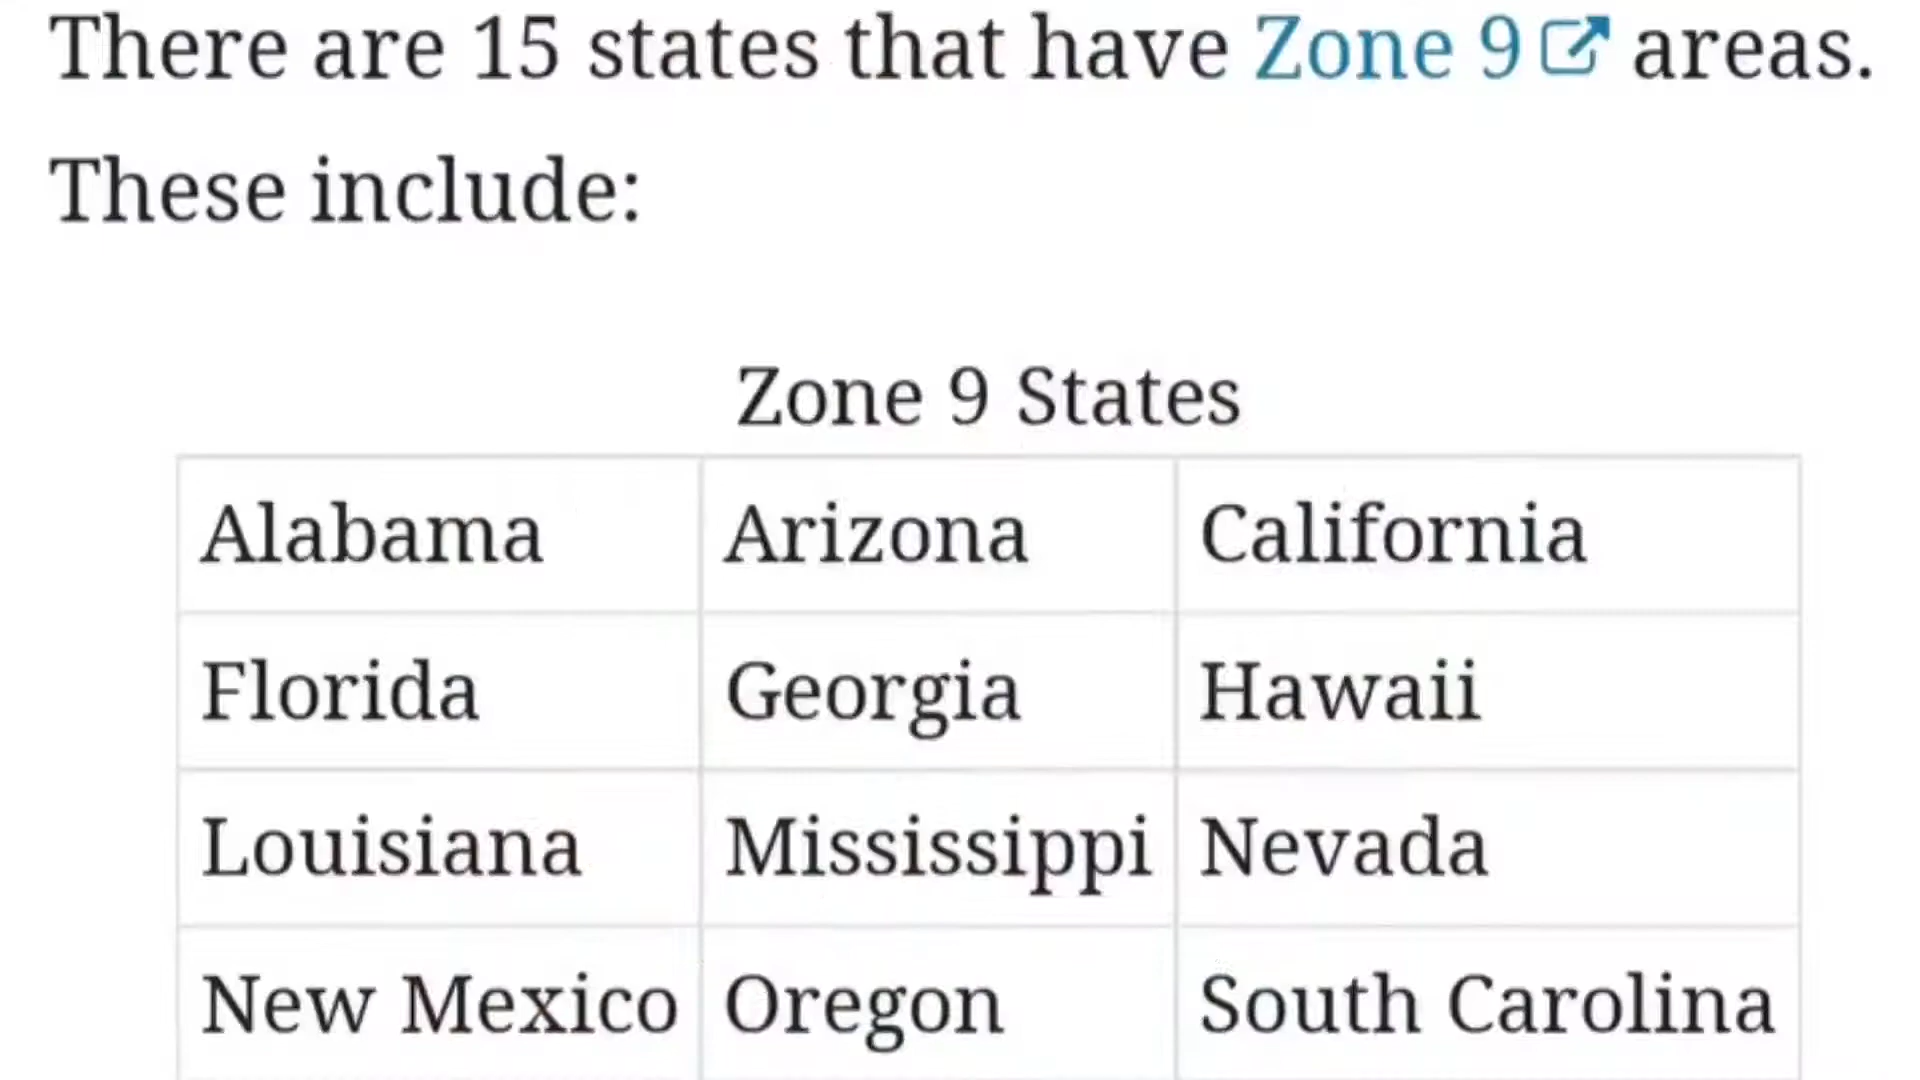 There are 15 states that have Zone 9 areas.
These include:
Zone 9 States
Alabama Arizona California
Florida Georgia Hawaii
Louisiana Mississippi Nevada
New Mexico Oregon South Carolina